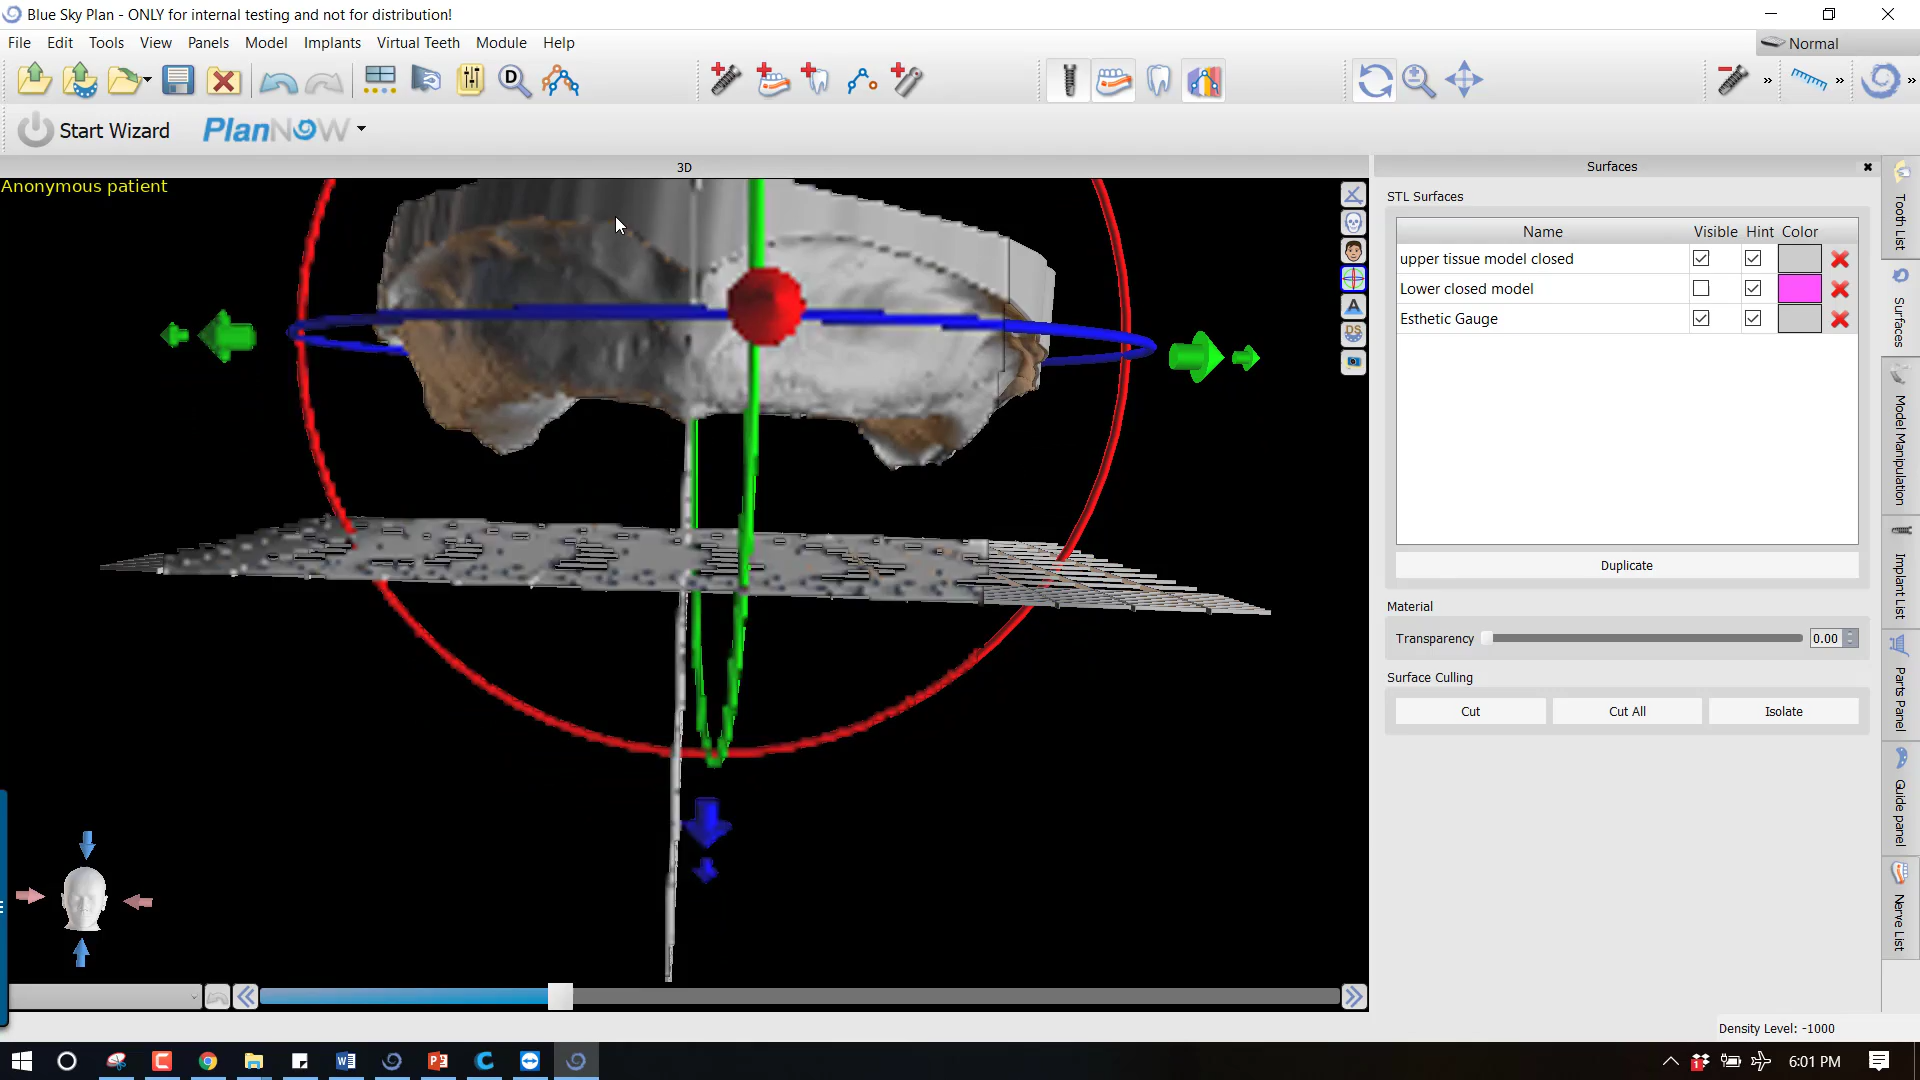 Blue Sky Plan - ONLY for internal testing and not for distribution!
File Edit Tools View Panels Model Implants Virtual Teeth Module Help
Normal
D
Start Wizard PlanNOW
3D
Surfaces
Anonymous patient
STL Surfaces
Name Visible Hint Color
upper tissue model closed
Lower closed model
Esthetic Gauge
A
DS
Duplicate
Material
Transparency 0.00
Surface Culling
Cut Cut All Isolate
Tooth List
Surfaces
Model Manipulation
Implant List
Parts Panel
Guide panel
Nerve List
Density Level: -1000
6:01 PM